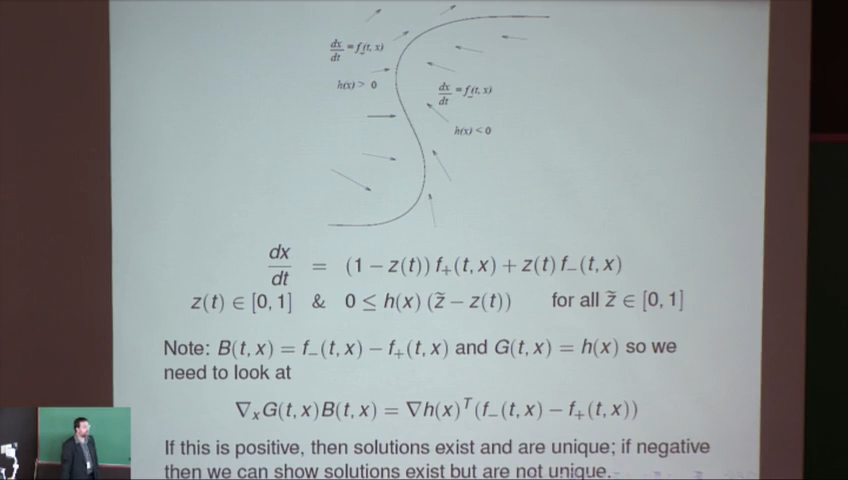 dx/dt = f_(t, x)
h(x) > 0
dx/dt = f_(t, x)
h(x) < 0
dx/dt = (1 − z(t)) f₊(t, x) + z(t) f₋(t, x)
z(t) ∈ [0, 1] & 0 ≤ h(x) (z̃ − z(t)) for all z̃ ∈ [0, 1]
Note: B(t, x) = f₋(t, x) − f₊(t, x) and G(t, x) = h(x) so we
need to look at
∇ₓG(t, x)B(t, x) = ∇h(x)ᵀ(f₋(t, x) − f₊(t, x))
If this is positive, then solutions exist and are unique; if negative
then we can show solutions exist but are not unique.